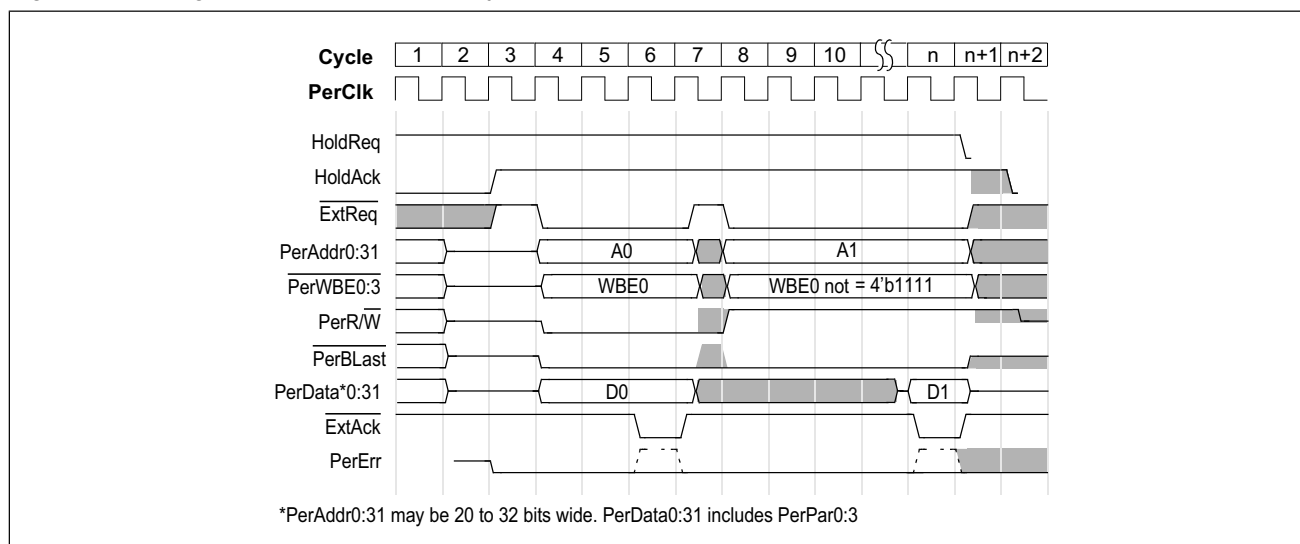 Cycle 1 2 3 4 5 6 7 8 9 10 n n+1 n+2
PerClk
HoldReq
HoldAck
ExtReq
PerAddr0:31 A0 A1
PerWBE0:3 WBE0 WBE0 not = 4'b1111
PerR/W
PerBLast
PerData*0:31 D0 D1
ExtAck
PerErr
*PerAddr0:31 may be 20 to 32 bits wide. PerData0:31 includes PerPar0:3